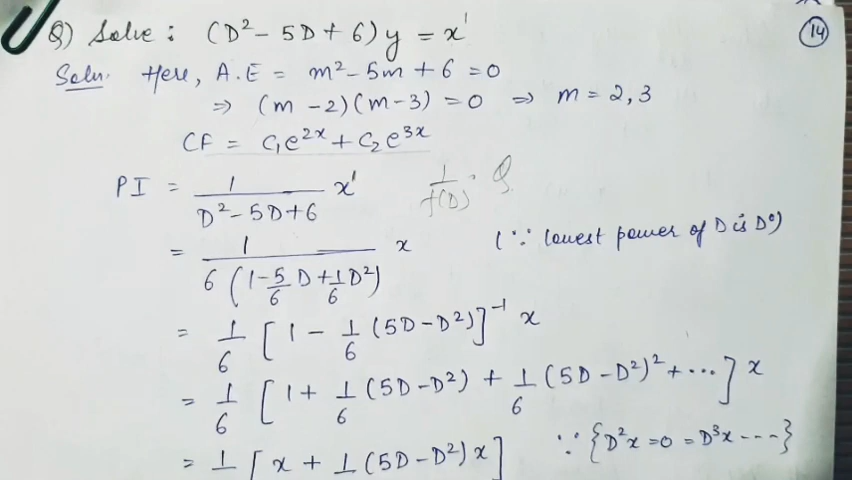 14
Q) Solve : (D² - 5D + 6) y = x¹
Soln. Here, A.E = m² - 5m + 6 = 0
⇒ (m - 2)(m - 3) = 0 ⇒ m = 2, 3
CF = C₁e^{2x} + C₂e^{3x}
PI = 1/(D² - 5D + 6) x¹ 1/f(D) · Q
= 1/(6(1 - 5/6 D + 1/6 D²)) x (∵ lowest power of D is D⁰)
= 1/6 [1 - 1/6 (5D - D²)]⁻¹ x
= 1/6 [1 + 1/6 (5D - D²) + 1/6 (5D - D²)² + ...] x
= 1/6 [x + 1/6 (5D - D²) x] ∵ {D²x = 0 = D³x ----}